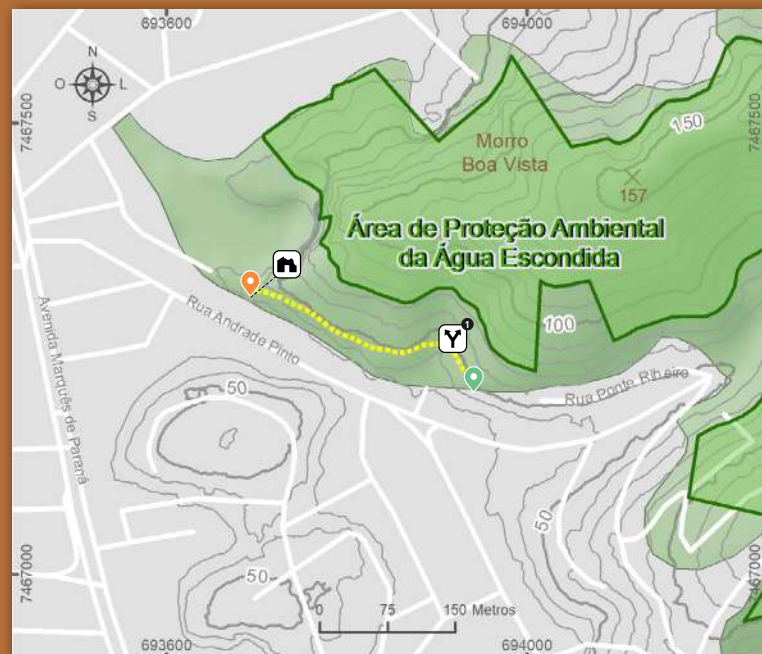 693600
694000
N
O
L
S
7467500
7467500
150
Morro
Boa Vista
157
Área de Proteção Ambiental
da Água Escondida
100
1
Rua Andrade Pinto
Rua Ponte Ribeiro
Avenida Marquês de Paraná
50
50
50
7467000
7467000
0
75
150 Metros
693600
694000